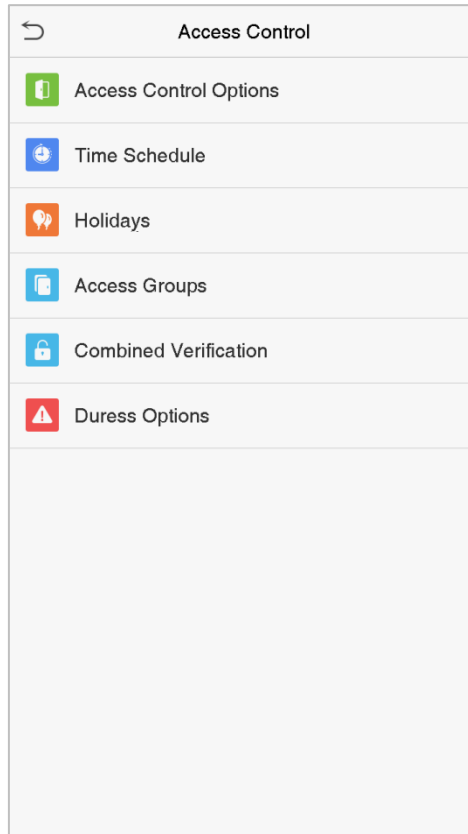 Access Control
Access Control Options
Time Schedule
Holidays
Access Groups
Combined Verification
Duress Options